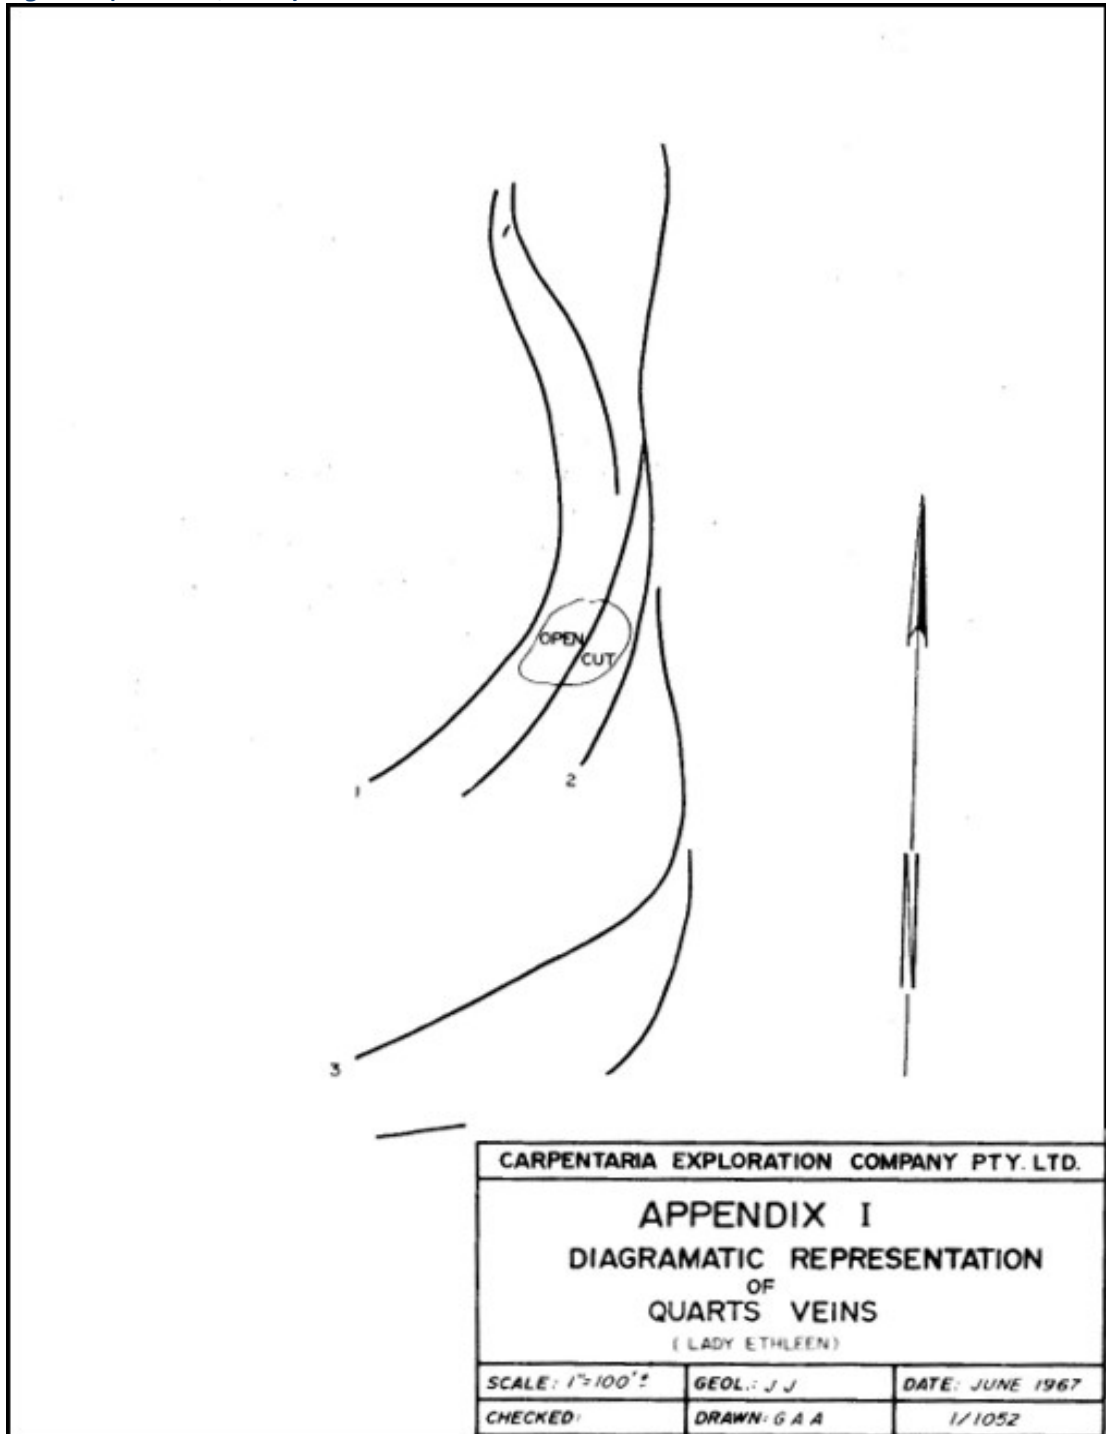 OPEN
CUT
1
2
3
CARPENTARIA EXPLORATION COMPANY PTY. LTD.
APPENDIX I
DIAGRAMATIC REPRESENTATION
OF
QUARTS VEINS
(LADY ETHLEEN)
SCALE: 1"=100'± GEOL.: J J DATE: JUNE 1967
CHECKED: DRAWN: G A A 1/1052